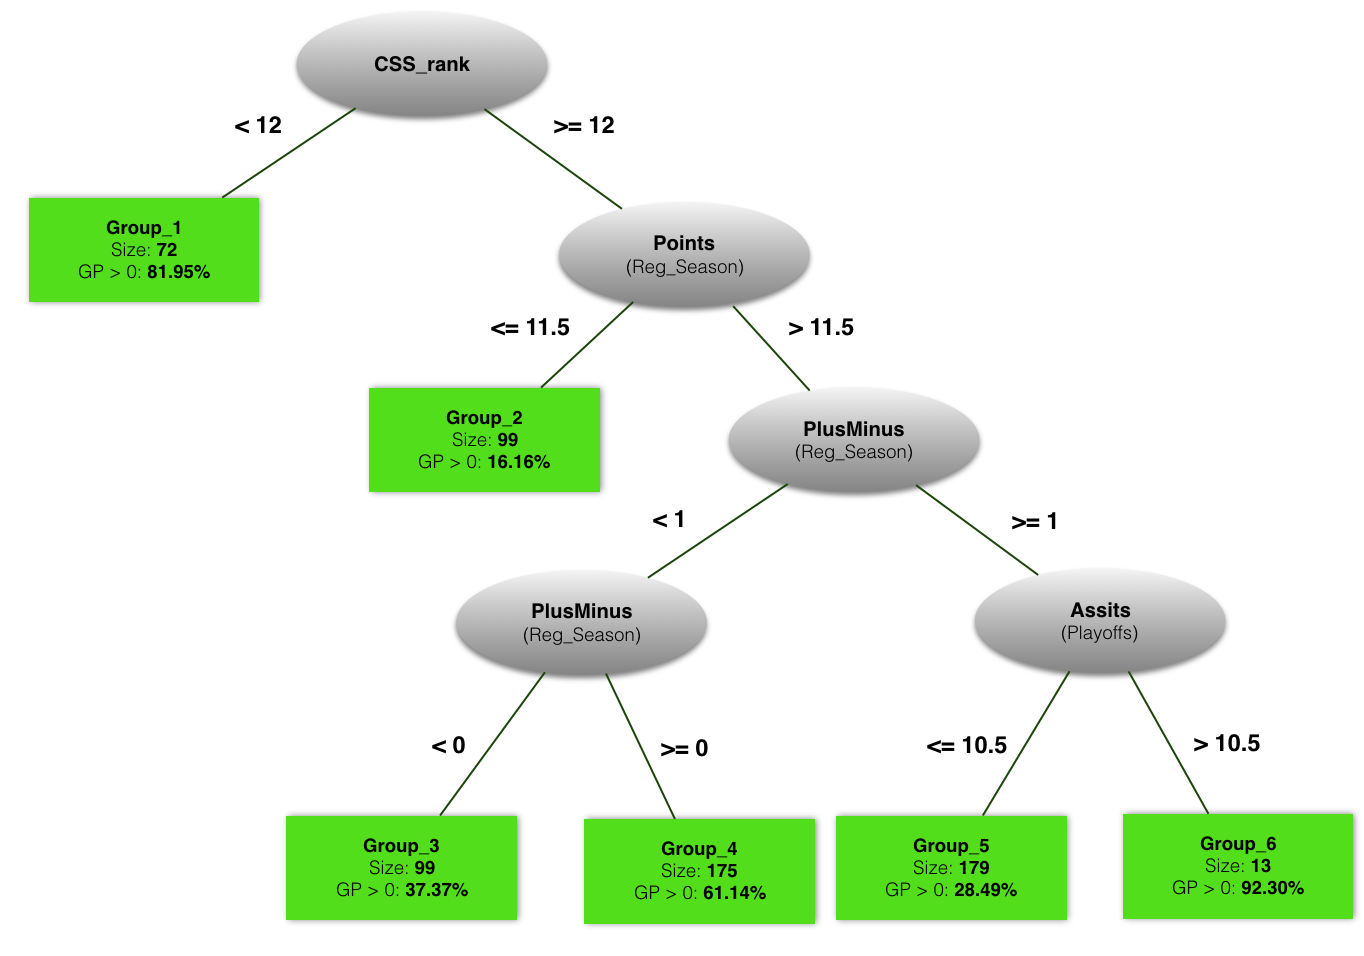 CSS_rank
< 12
>= 12
Group_1
Size: 72
GP > 0: 81.95%
Points
(Reg_Season)
<= 11.5
> 11.5
Group_2
Size: 99
GP > 0: 16.16%
PlusMinus
(Reg_Season)
< 1
>= 1
PlusMinus
(Reg_Season)
Assits
(Playoffs)
< 0
>= 0
<= 10.5
> 10.5
Group_3
Size: 99
GP > 0: 37.37%
Group_4
Size: 175
GP > 0: 61.14%
Group_5
Size: 179
GP > 0: 28.49%
Group_6
Size: 13
GP > 0: 92.30%